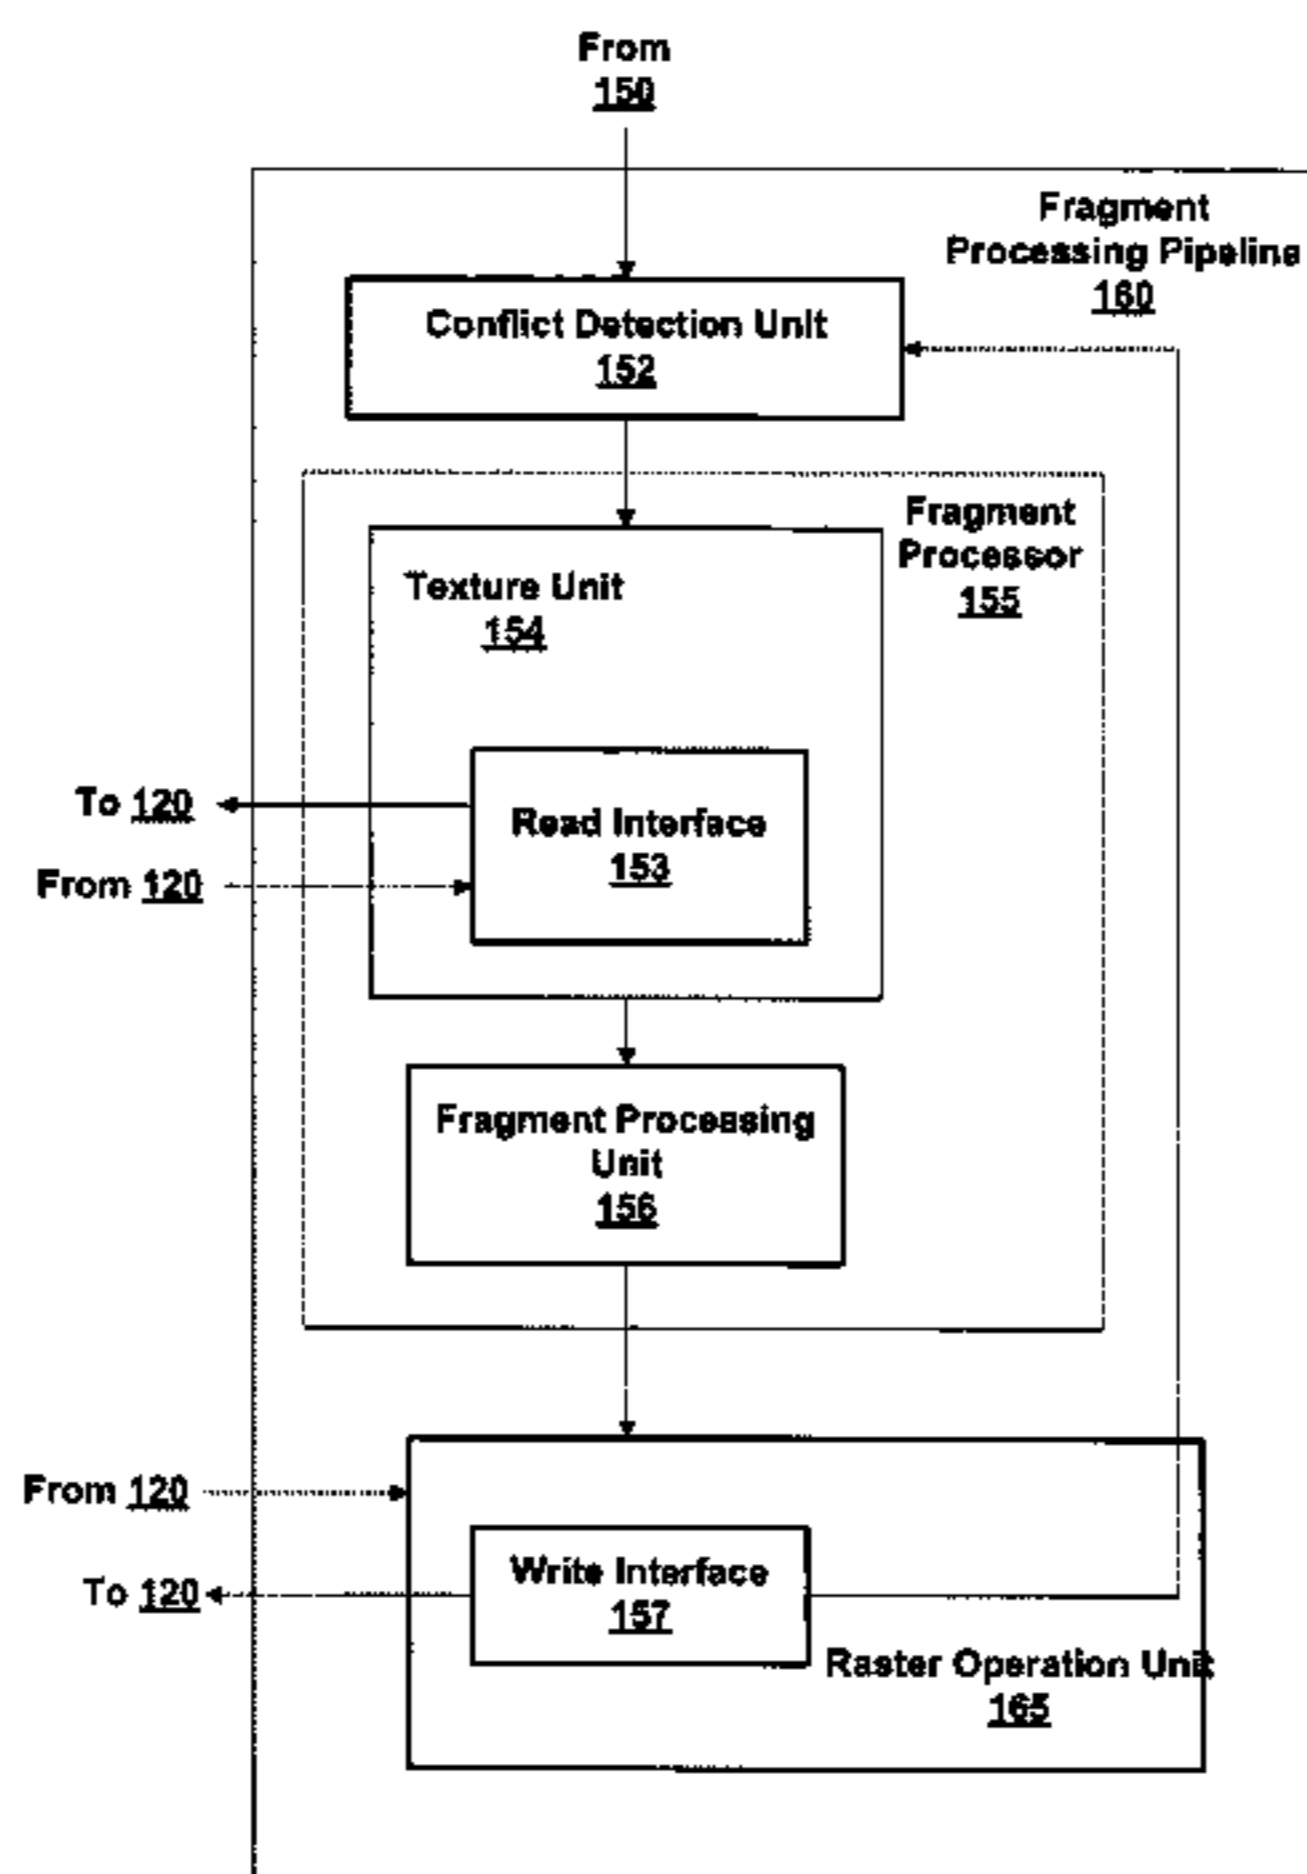 From
150
Fragment
Processing Pipeline
160
Conflict Detection Unit
152
Fragment
Processor
155
Texture Unit
154
To 120
Read Interface
153
From 120
Fragment Processing
Unit
156
From 120
Write Interface
157
To 120
Raster Operation Unit
165